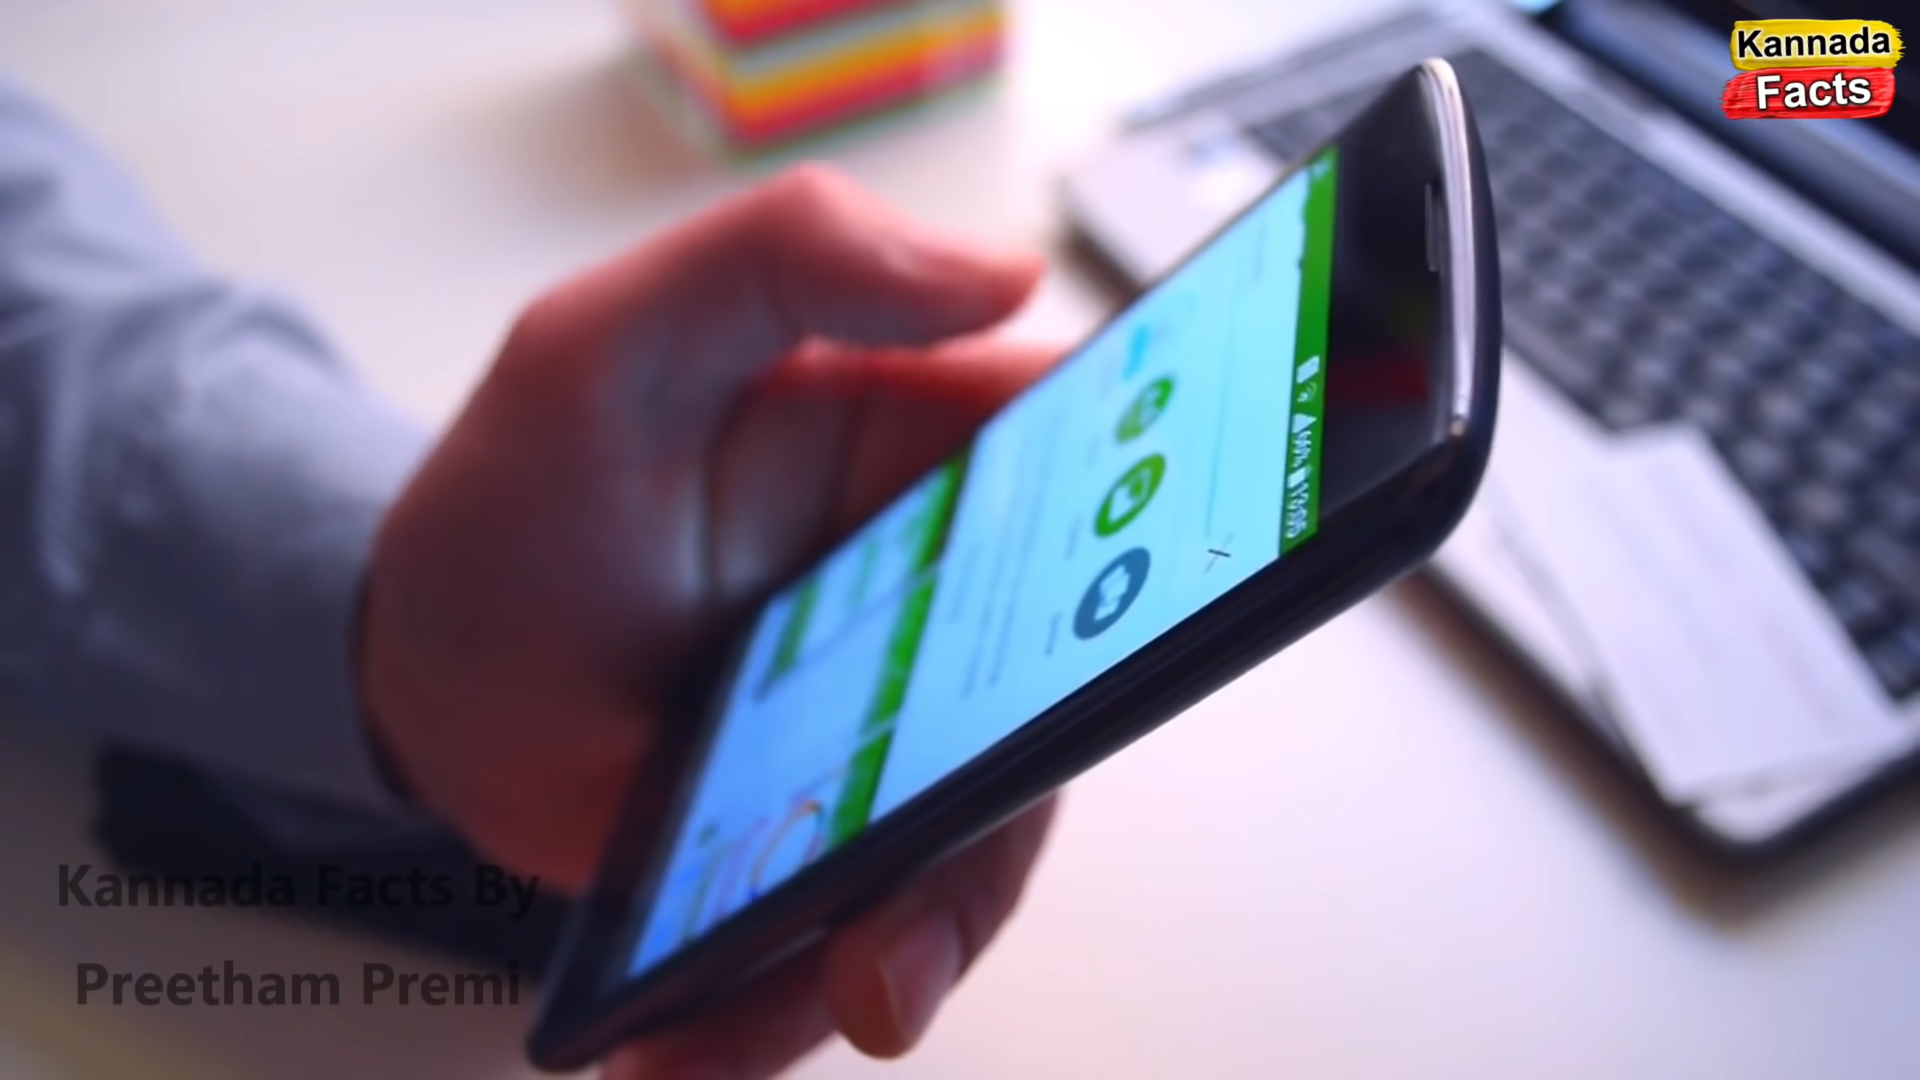 Kannada
Facts
Kannada Facts By
Preetham Premi